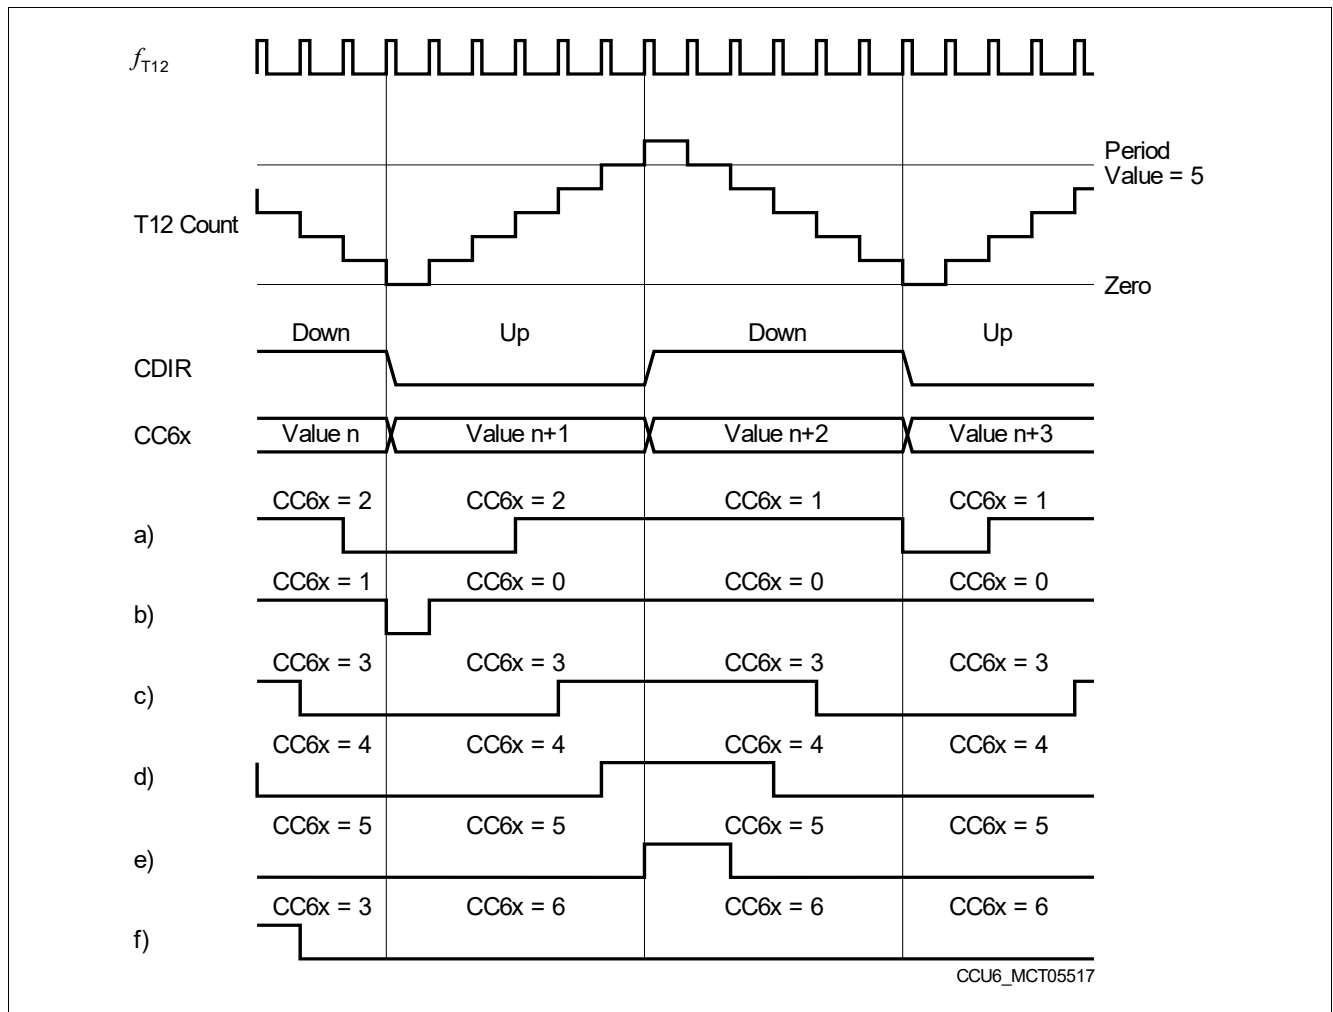 fT12
Period
Value = 5
T12 Count
Zero
Down Up Down Up
CDIR
CC6x Value n Value n+1 Value n+2 Value n+3
CC6x = 2 CC6x = 2 CC6x = 1 CC6x = 1
a)
CC6x = 1 CC6x = 0 CC6x = 0 CC6x = 0
b)
CC6x = 3 CC6x = 3 CC6x = 3 CC6x = 3
c)
CC6x = 4 CC6x = 4 CC6x = 4 CC6x = 4
d)
CC6x = 5 CC6x = 5 CC6x = 5 CC6x = 5
e)
CC6x = 3 CC6x = 6 CC6x = 6 CC6x = 6
f)
CCU6_MCT05517